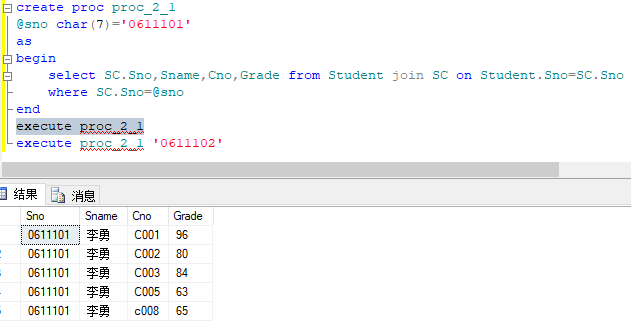 create proc proc_2_1
@sno char(7)='0611101'
as
begin
select SC.Sno,Sname,Cno,Grade from Student join SC on Student.Sno=SC.Sno
where SC.Sno=@sno
end
execute proc_2_1
execute proc_2_1 '0611102'
结果 消息
Sno Sname Cno Grade
0611101 李勇 C001 96
0611101 李勇 C002 80
0611101 李勇 C003 84
0611101 李勇 C005 63
0611101 李勇 c008 65